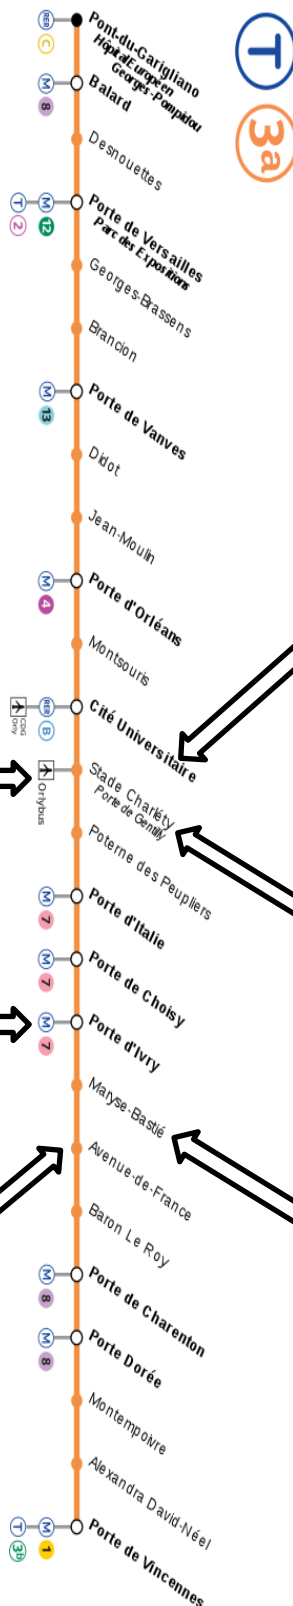 T
3a
Pont-du-Garigliano
Hôpital Européen
Georges-Pompidou
RER C
Balard
M 8
Desnouettes
Porte de Versailles
Parc des Expositions
M 12
T 2
Georges-Brassens
Brancion
Porte de Vanves
M 13
Didot
Jean-Moulin
Porte d'Orléans
M 4
Montsouris
Cité Universitaire
RER B
CDG
Orly
Stade Charléty
Porte de Gentilly
Orlybus
Poterne des Peupliers
Porte d'Italie
M 7
Porte de Choisy
M 7
Porte d'Ivry
M 7
Maryse-Bastié
Avenue-de-France
Baron Le Roy
Porte de Charenton
M 8
Porte Dorée
M 8
Montempoivre
Alexandra David-Néel
Porte de Vincennes
M 1
T 3b